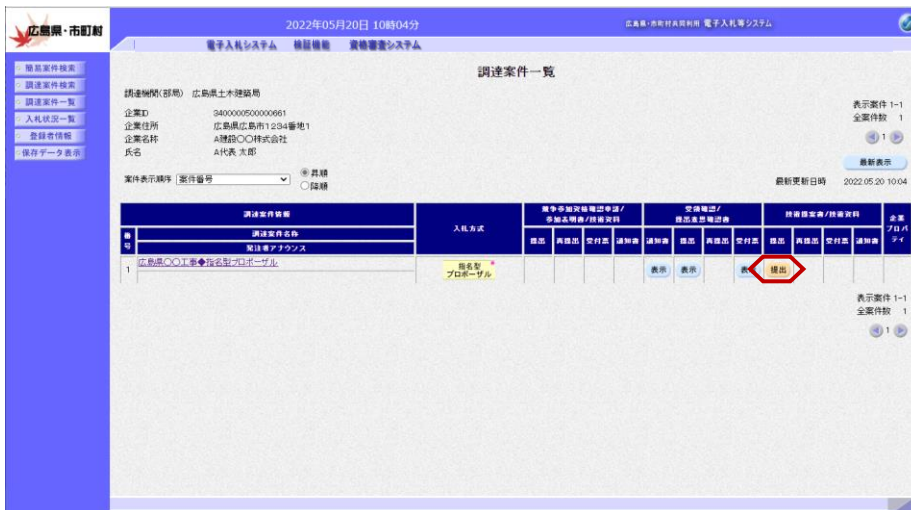 広島県・市町村
2022年05月20日 10時04分
広島県・市町村共同利用 電子入札等システム
電子入札システム 検証機能 資格審査システム
簡易案件検索
調達案件検索
調達案件一覧
入札状況一覧
登録者情報
保存データ表示
調達案件一覧
調達機関(部局) 広島県土木建築局
企業ID 3400000500000661
企業住所 広島県広島市1234番地1
企業名称 A建設〇〇株式会社
氏名 A代表 太郎
表示案件 1-1
全案件数 1
1
案件表示順序 案件番号
昇順
降順
最新表示
最新更新日時 2022.05.20 10:04
番号
調達案件情報
調達案件名称
発注者アナウンス
入札方式
競争参加資格確認申請/
参加表明書/技術資料
提出 再提出 受付票 通知書
受領確認/
提出意思確認書
通知書 提出 再提出 受付票
技術提案書/技術資料
提出 再提出 受付票 通知書
企業
プロパ
ティ
1 広島県〇〇工事◆指名型プロポーザル
指名型 *
プロポーザル
表示 表示 表 提出
表示案件 1-1
全案件数 1
1